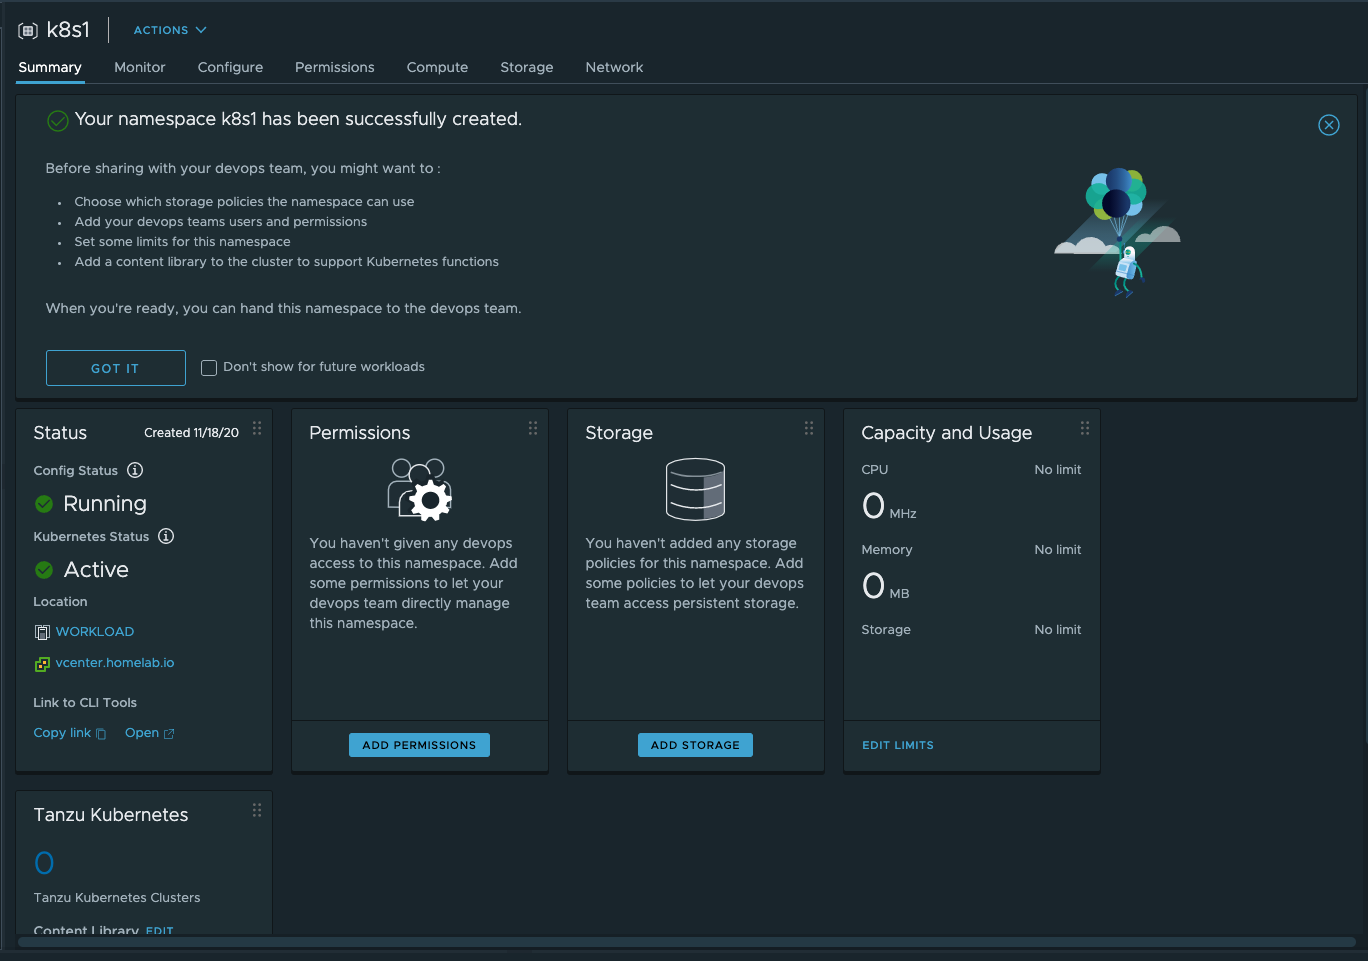 k8s1
ACTIONS
Summary
Monitor
Configure
Permissions
Compute
Storage
Network
Your namespace k8s1 has been successfully created.
Before sharing with your devops team, you might want to :
• Choose which storage policies the namespace can use
• Add your devops teams users and permissions
• Set some limits for this namespace
• Add a content library to the cluster to support Kubernetes functions
When you're ready, you can hand this namespace to the devops team.
GOT IT
Don't show for future workloads
Status
Created 11/18/20
Config Status
Running
Kubernetes Status
Active
Location
WORKLOAD
vcenter.homelab.io
Link to CLI Tools
Copy link
Open
Permissions
You haven't given any devops
access to this namespace. Add
some permissions to let your
devops team directly manage
this namespace.
ADD PERMISSIONS
Storage
You haven't added any storage
policies for this namespace. Add
some policies to let your devops
team access persistent storage.
ADD STORAGE
Capacity and Usage
CPU
No limit
0 MHz
Memory
No limit
0 MB
Storage
No limit
EDIT LIMITS
Tanzu Kubernetes
0
Tanzu Kubernetes Clusters
Content Library EDIT